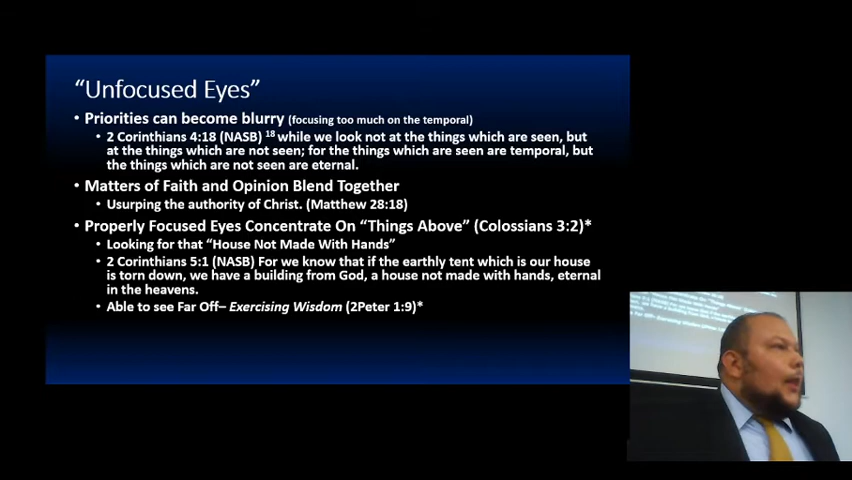 “Unfocused Eyes”
• Priorities can become blurry (focusing too much on the temporal)
• 2 Corinthians 4:18 (NASB) 18 while we look not at the things which are seen, but
at the things which are not seen; for the things which are seen are temporal, but
the things which are not seen are eternal.
• Matters of Faith and Opinion Blend Together
• Usurping the authority of Christ. (Matthew 28:18)
• Properly Focused Eyes Concentrate On “Things Above” (Colossians 3:2)*
• Looking for that “House Not Made With Hands”
• 2 Corinthians 5:1 (NASB) For we know that if the earthly tent which is our house
is torn down, we have a building from God, a house not made with hands, eternal
in the heavens.
• Able to see Far Off– Exercising Wisdom (2Peter 1:9)*